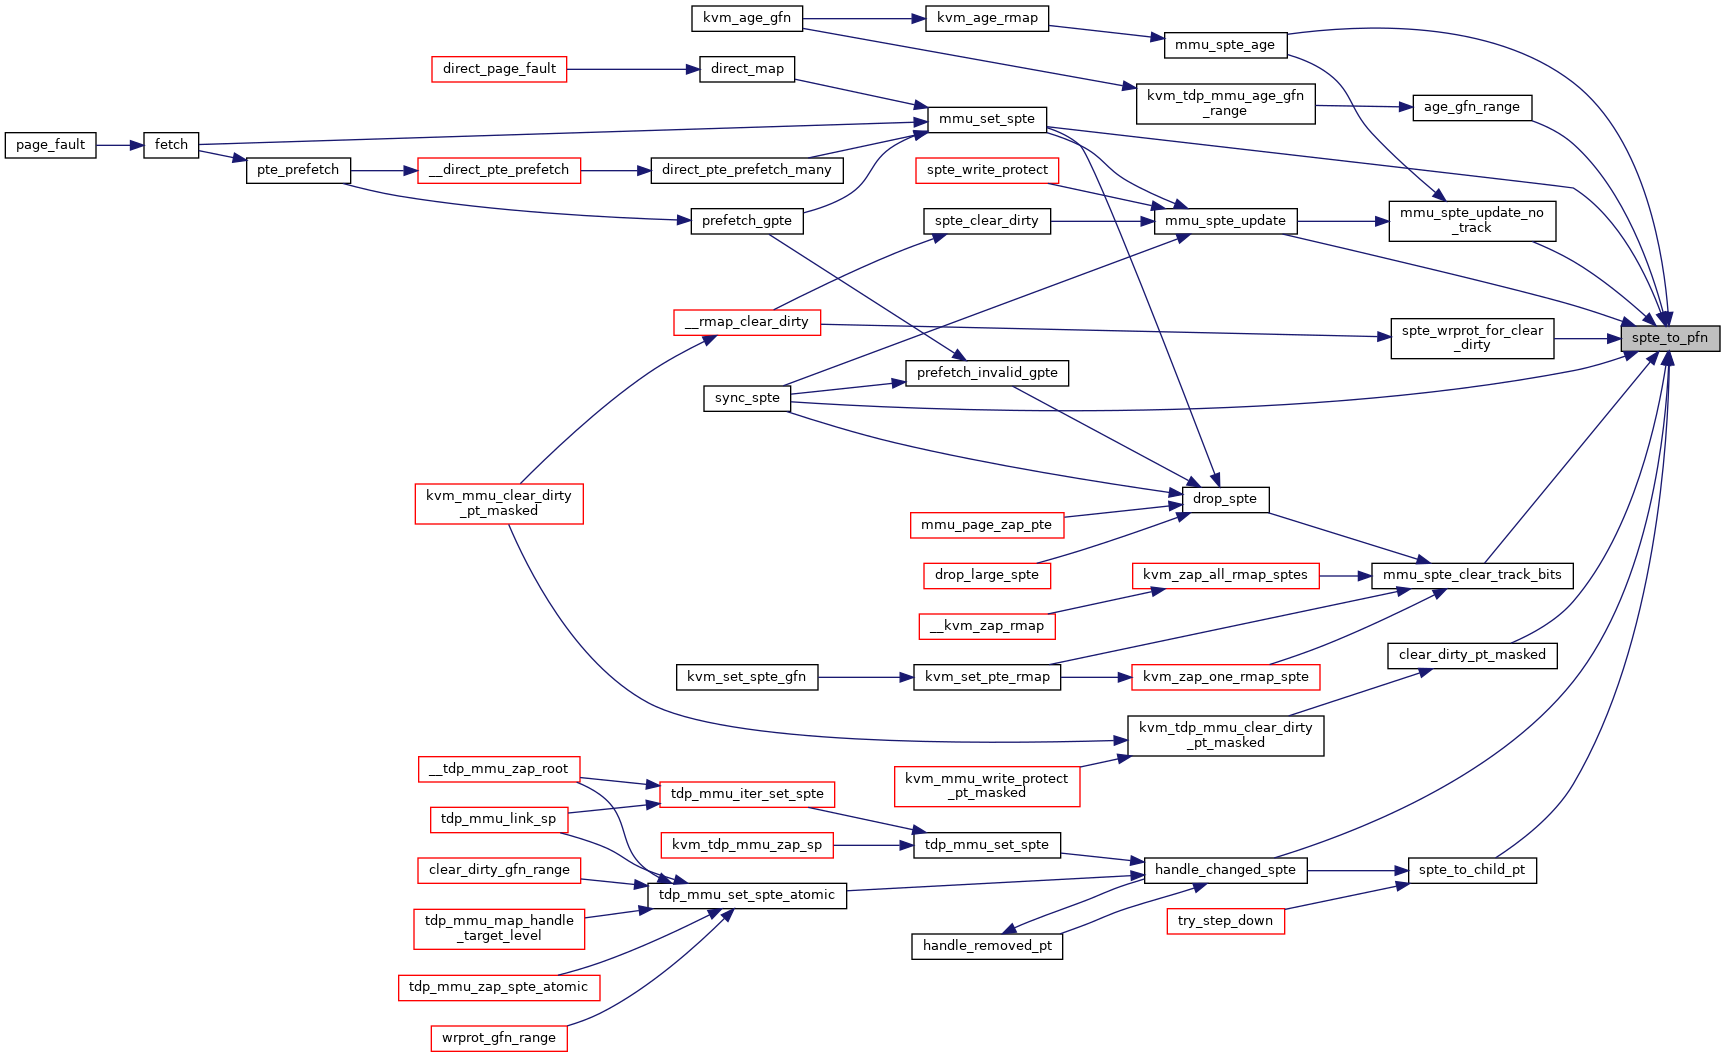 kvm_age_gfn
kvm_age_rmap
mmu_spte_age
direct_page_fault
direct_map
kvm_tdp_mmu_age_gfn
_range
age_gfn_range
mmu_set_spte
page_fault
fetch
pte_prefetch
__direct_pte_prefetch
direct_pte_prefetch_many
spte_write_protect
prefetch_gpte
spte_clear_dirty
mmu_spte_update
mmu_spte_update_no
_track
__rmap_clear_dirty
spte_wrprot_for_clear
_dirty
spte_to_pfn
prefetch_invalid_gpte
sync_spte
kvm_mmu_clear_dirty
_pt_masked
drop_spte
mmu_page_zap_pte
drop_large_spte
kvm_zap_all_rmap_sptes
mmu_spte_clear_track_bits
__kvm_zap_rmap
clear_dirty_pt_masked
kvm_set_spte_gfn
kvm_set_pte_rmap
kvm_zap_one_rmap_spte
kvm_tdp_mmu_clear_dirty
_pt_masked
__tdp_mmu_zap_root
tdp_mmu_iter_set_spte
kvm_mmu_write_protect
_pt_masked
tdp_mmu_link_sp
kvm_tdp_mmu_zap_sp
tdp_mmu_set_spte
clear_dirty_gfn_range
handle_changed_spte
spte_to_child_pt
tdp_mmu_set_spte_atomic
tdp_mmu_map_handle
_target_level
try_step_down
handle_removed_pt
tdp_mmu_zap_spte_atomic
wrprot_gfn_range